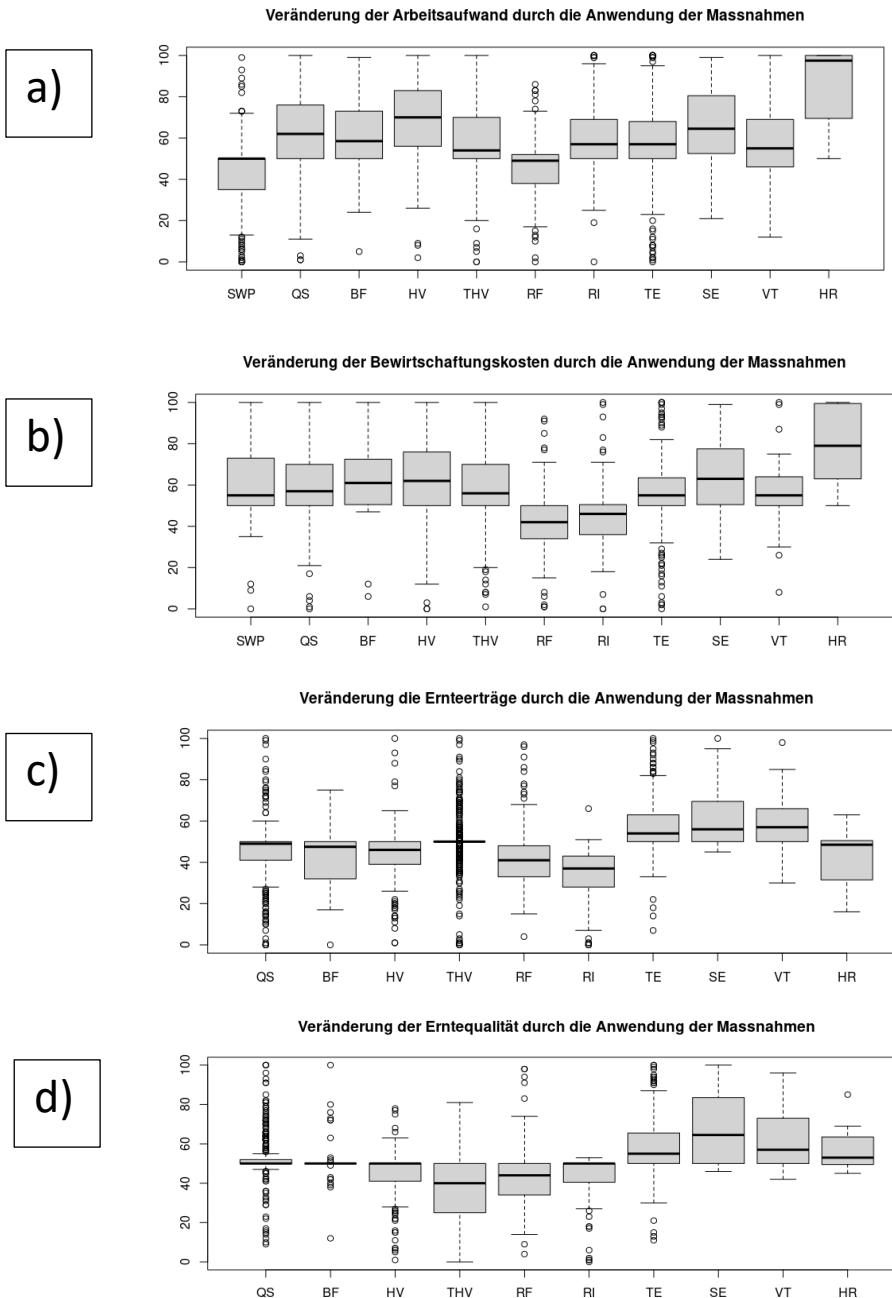 Veränderung der Arbeitsaufwand durch die Anwendung der Massnahmen
a)
100
80
60
40
20
0
SWP QS BF HV THV RF RI TE SE VT HR
Veränderung der Bewirtschaftungskosten durch die Anwendung der Massnahmen
b)
100
80
60
40
20
0
SWP QS BF HV THV RF RI TE SE VT HR
Veränderung die Ernteerträge durch die Anwendung der Massnahmen
c)
100
80
60
40
20
0
QS BF HV THV RF RI TE SE VT HR
Veränderung der Erntequalität durch die Anwendung der Massnahmen
d)
100
80
60
40
20
0
QS BF HV THV RF RI TE SE VT HR